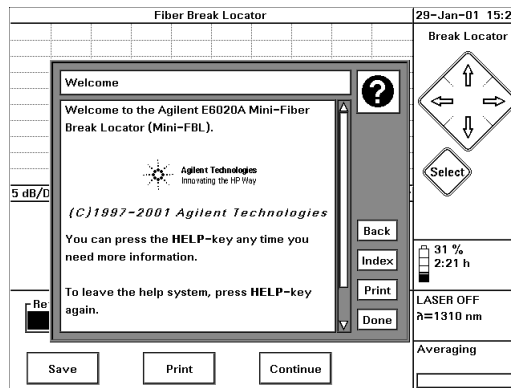 Fiber Break Locator
29-Jan-01 15:2
Break Locator
Welcome
Welcome to the Agilent E6020A Mini-Fiber
Break Locator (Mini-FBL).
Agilent Technologies
Innovating the HP Way
(C)1997-2001 Agilent Technologies
You can press the HELP-key any time you
need more information.
To leave the help system, press HELP-key
again.
?
Back
Index
Print
Done
5 dB/D
Re
Select
31 %
2:21 h
LASER OFF
λ=1310 nm
Averaging
Save
Print
Continue